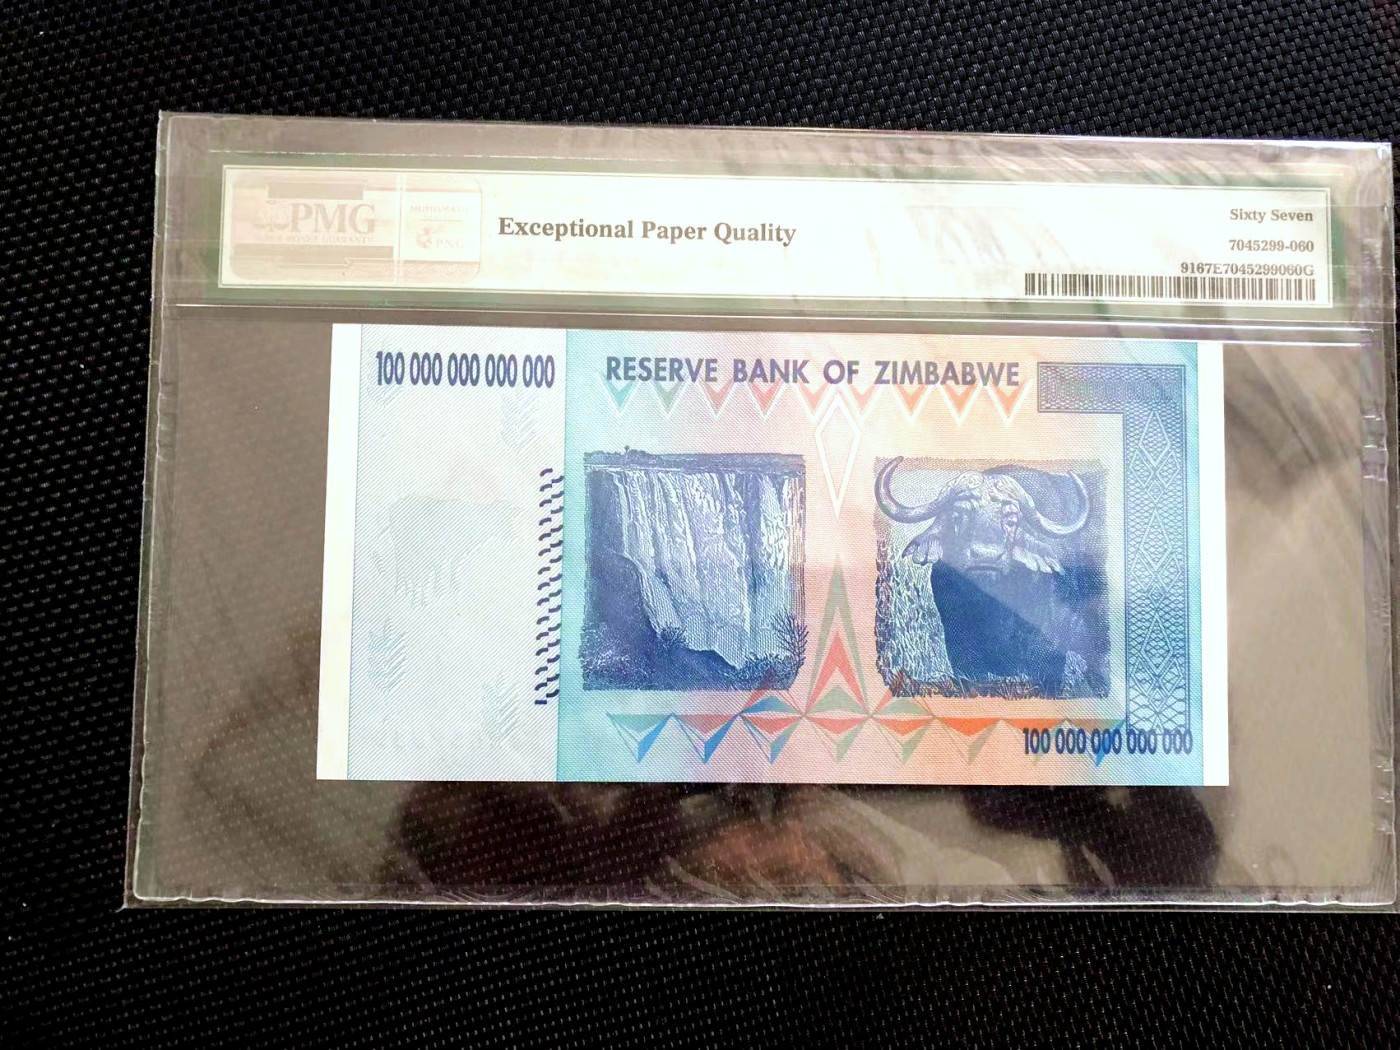 PMG
PNG
Exceptional Paper Quality
Sixty Seven
7045299-060
9167E7045299060G
100 000 000 000 000
RESERVE BANK OF ZIMBABWE
100 000 000 000 000